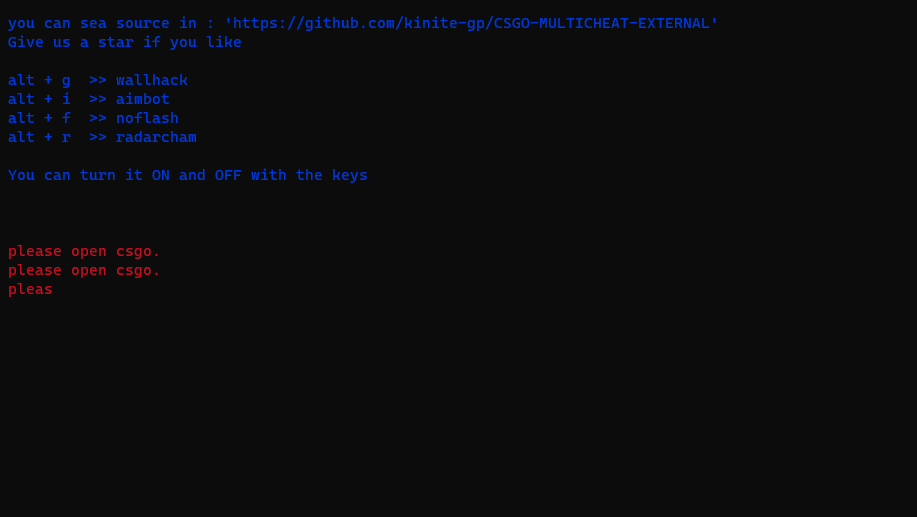 you can sea source in : 'https://github.com/kinite-gp/CSGO-MULTICHEAT-EXTERNAL'
Give us a star if you like
alt + g  >> wallhack
alt + i  >> aimbot
alt + f  >> noflash
alt + r  >> radarcham
You can turn it ON and OFF with the keys
please open csgo.
please open csgo.
pleas